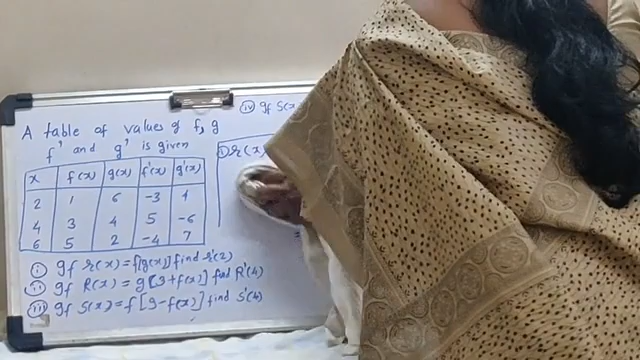 A table of values of f, g
f' and g' is given
x f(x) g(x) f'(x) g'(x)
2 1 6 -3 1
4 3 4 5 -6
6 5 2 -4 7
(i) If r(x) = f[g(x)] find r'(2)
(ii) If R(x) = g[3+f(x)] find R'(4)
(iii) If S(x) = f[9-f(x)] find S'(4)
(iv) If S(x
(i) r(x)